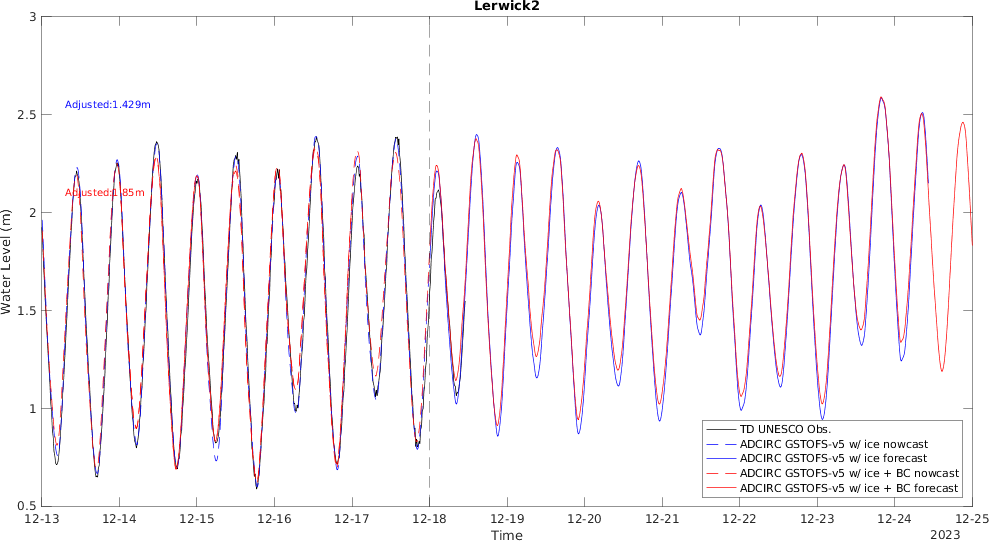 Lerwick2
3
2.5
2
1.5
1
0.5
Water Level (m)
Adjusted:1.429m
Adjusted:1.85m
TD UNESCO Obs.
ADCIRC GSTOFS-v5 w/ ice nowcast
ADCIRC GSTOFS-v5 w/ ice forecast
ADCIRC GSTOFS-v5 w/ ice + BC nowcast
ADCIRC GSTOFS-v5 w/ ice + BC forecast
12-13 12-14 12-15 12-16 12-17 12-18 12-19 12-20 12-21 12-22 12-23 12-24 12-25
Time
2023